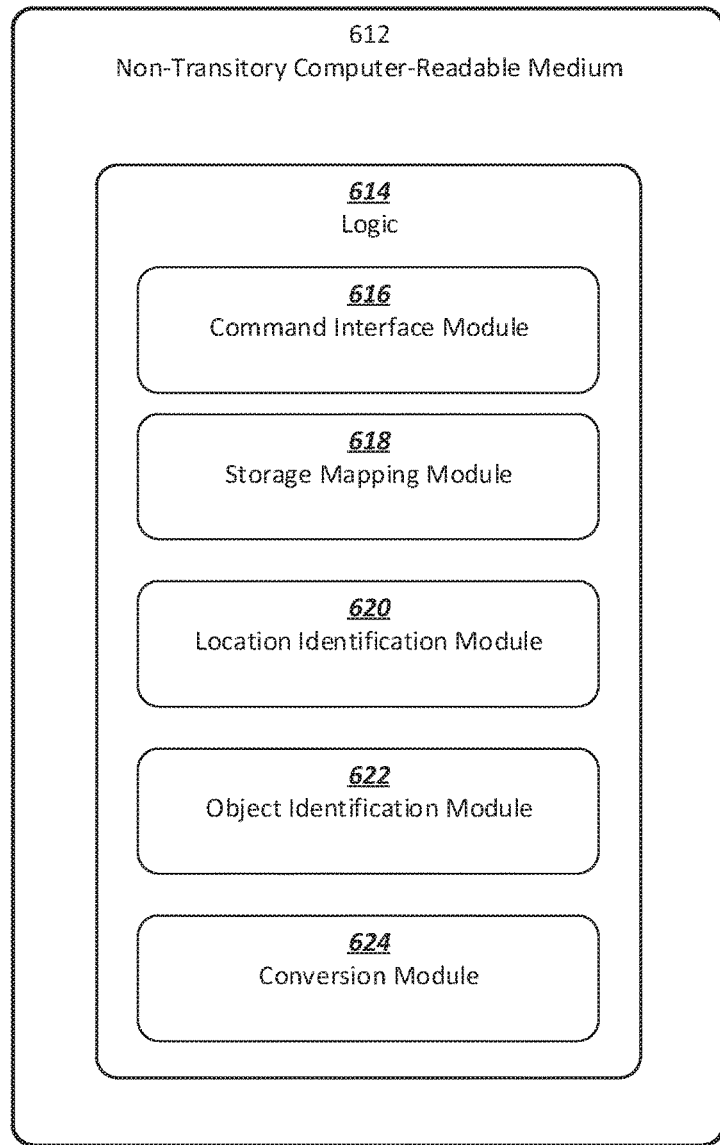 612
Non-Transitory Computer-Readable Medium
614
Logic
616
Command Interface Module
618
Storage Mapping Module
620
Location Identification Module
622
Object Identification Module
624
Conversion Module